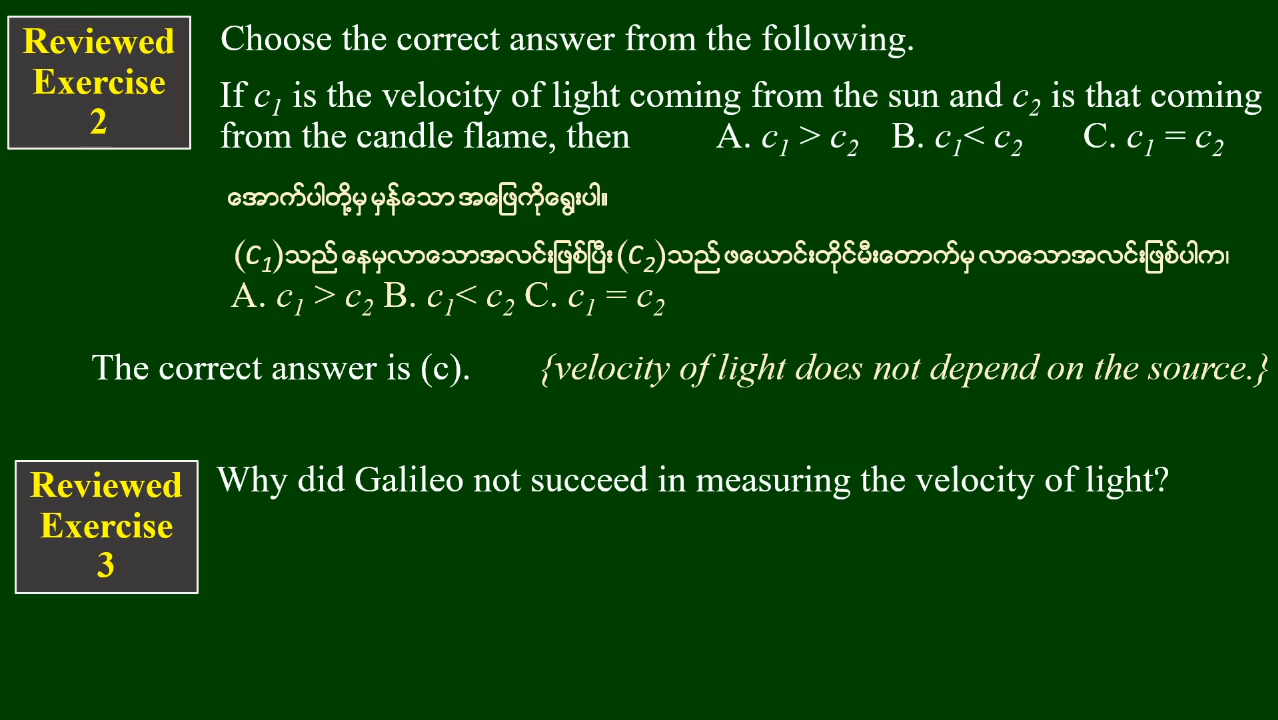 Reviewed
Exercise
2
Choose the correct answer from the following.
If c₁ is the velocity of light coming from the sun and c₂ is that coming
from the candle flame, then A. c₁ > c₂ B. c₁< c₂ C. c₁ = c₂
အောက်ပါတို့မှ မှန်သော အဖြေကိုရွေးပါ။
(C₁)သည် နေမှလာသောအလင်းဖြစ်ပြီး (C₂)သည် ဖယောင်းတိုင်မီးတောက်မှ လာသောအလင်းဖြစ်ပါက၊
A. c₁ > c₂ B. c₁< c₂ C. c₁ = c₂
The correct answer is (c). {velocity of light does not depend on the source.}
Reviewed
Exercise
3
Why did Galileo not succeed in measuring the velocity of light?